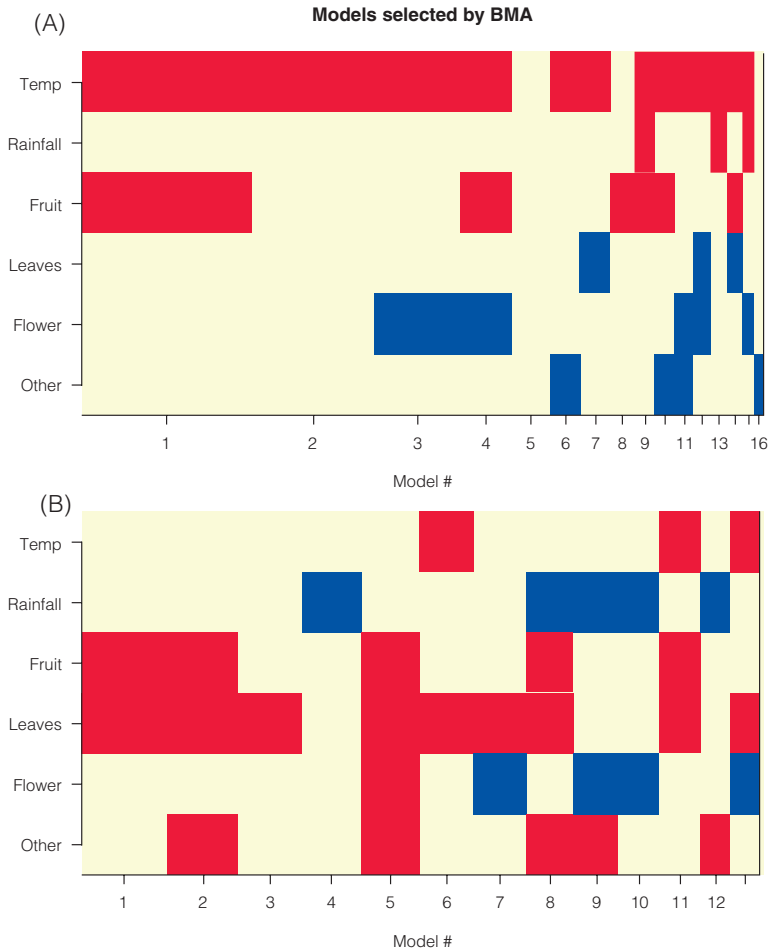 Models selected by BMA
(A)
Temp
Rainfall
Fruit
Leaves
Flower
Other
1 2 3 4 5 6 7 8 9 11 13 16
Model #
(B)
Temp
Rainfall
Fruit
Leaves
Flower
Other
1 2 3 4 5 6 7 8 9 10 11 12
Model #